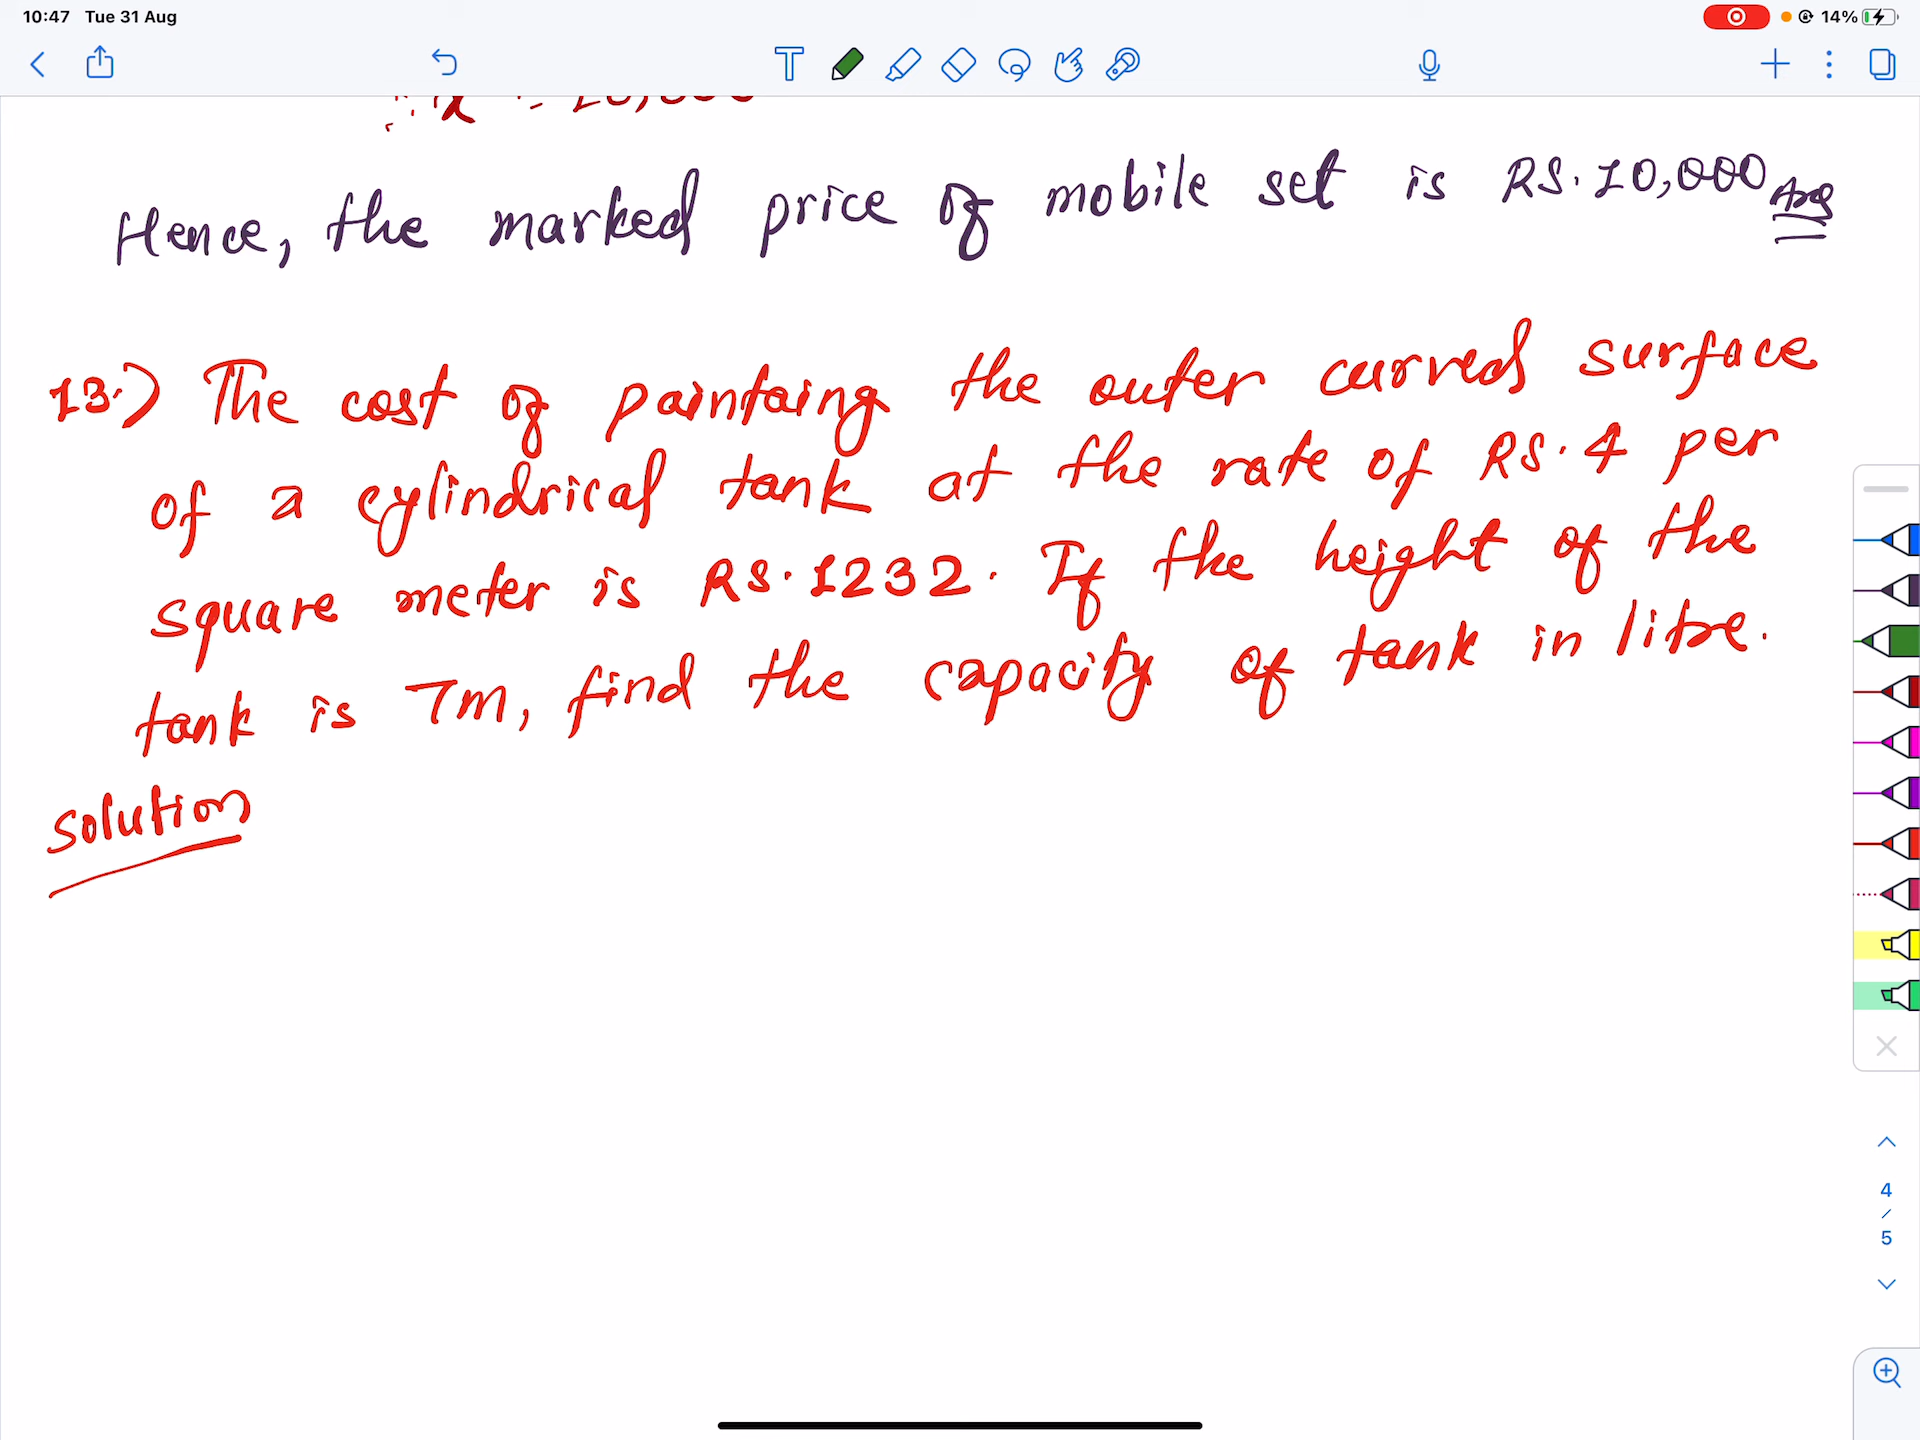 10:47 Tue 31 Aug
14%
T
Hence, the marked price of mobile set is RS. 10,000 Ans
13.) The cost of paintaing the outer curved surface
of a cylindrical tank at the rate of RS. 4 per
square meter is RS. 1232. If the height of the
tank is 7m, find the capacity of tank in litre.
solution
4
/
5